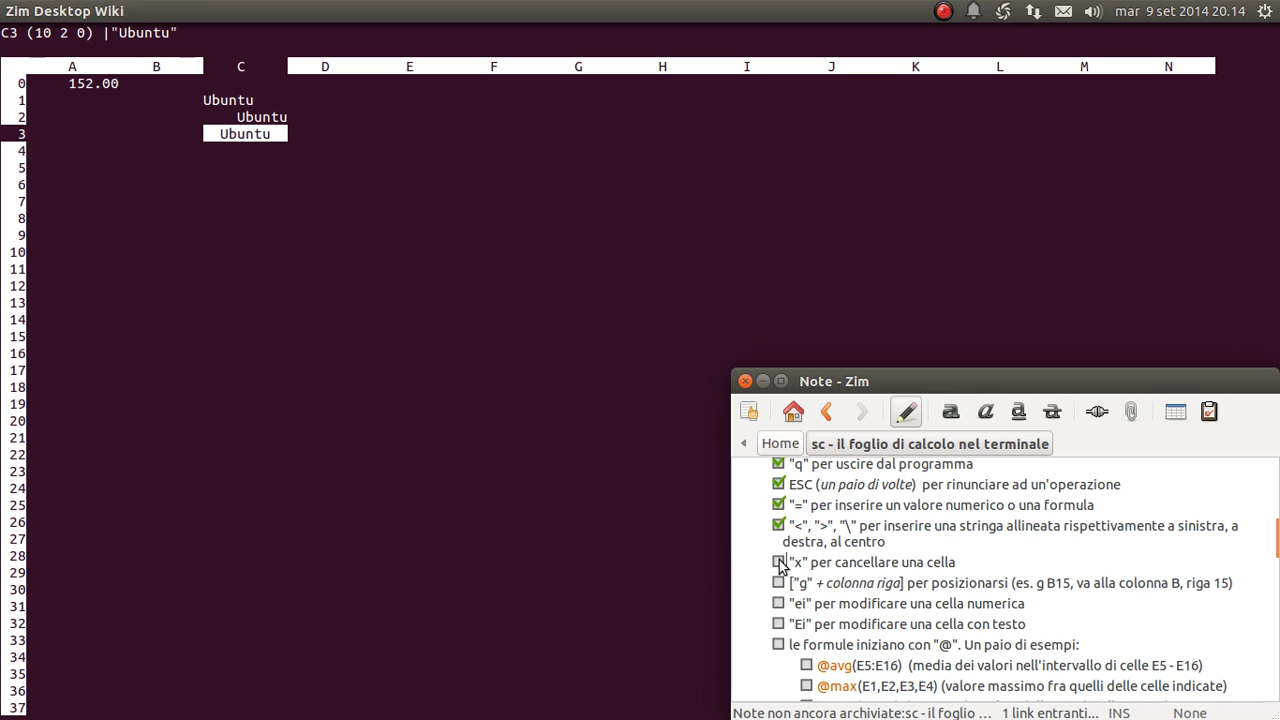 Zim Desktop Wiki
mar 9 set 2014 20.14
C3 (10 2 0) |"Ubuntu"
A B C D E F G H I J K L M N
0 152.00
1 Ubuntu
2 Ubuntu
3 Ubuntu
4
5
6
7
8
9
10
11
12
13
14
15
16
17
18
19
20
21
22
23
24
25
26
27
28
29
30
31
32
33
34
35
36
37
Note - Zim
Home sc - il foglio di calcolo nel terminale
"q" per uscire dal programma
ESC (un paio di volte) per rinunciare ad un'operazione
"=" per inserire un valore numerico o una formula
"<", ">", "\" per inserire una stringa allineata rispettivamente a sinistra, a
destra, al centro
"x" per cancellare una cella
["g" + colonna riga] per posizionarsi (es. g B15, va alla colonna B, riga 15)
"ei" per modificare una cella numerica
"Ei" per modificare una cella con testo
le formule iniziano con "@". Un paio di esempi:
@avg(E5:E16) (media dei valori nell'intervallo di celle E5 - E16)
@max(E1,E2,E3,E4) (valore massimo fra quelli delle celle indicate)
Note non ancora archiviate:sc - il foglio ... 1 link entranti... INS None